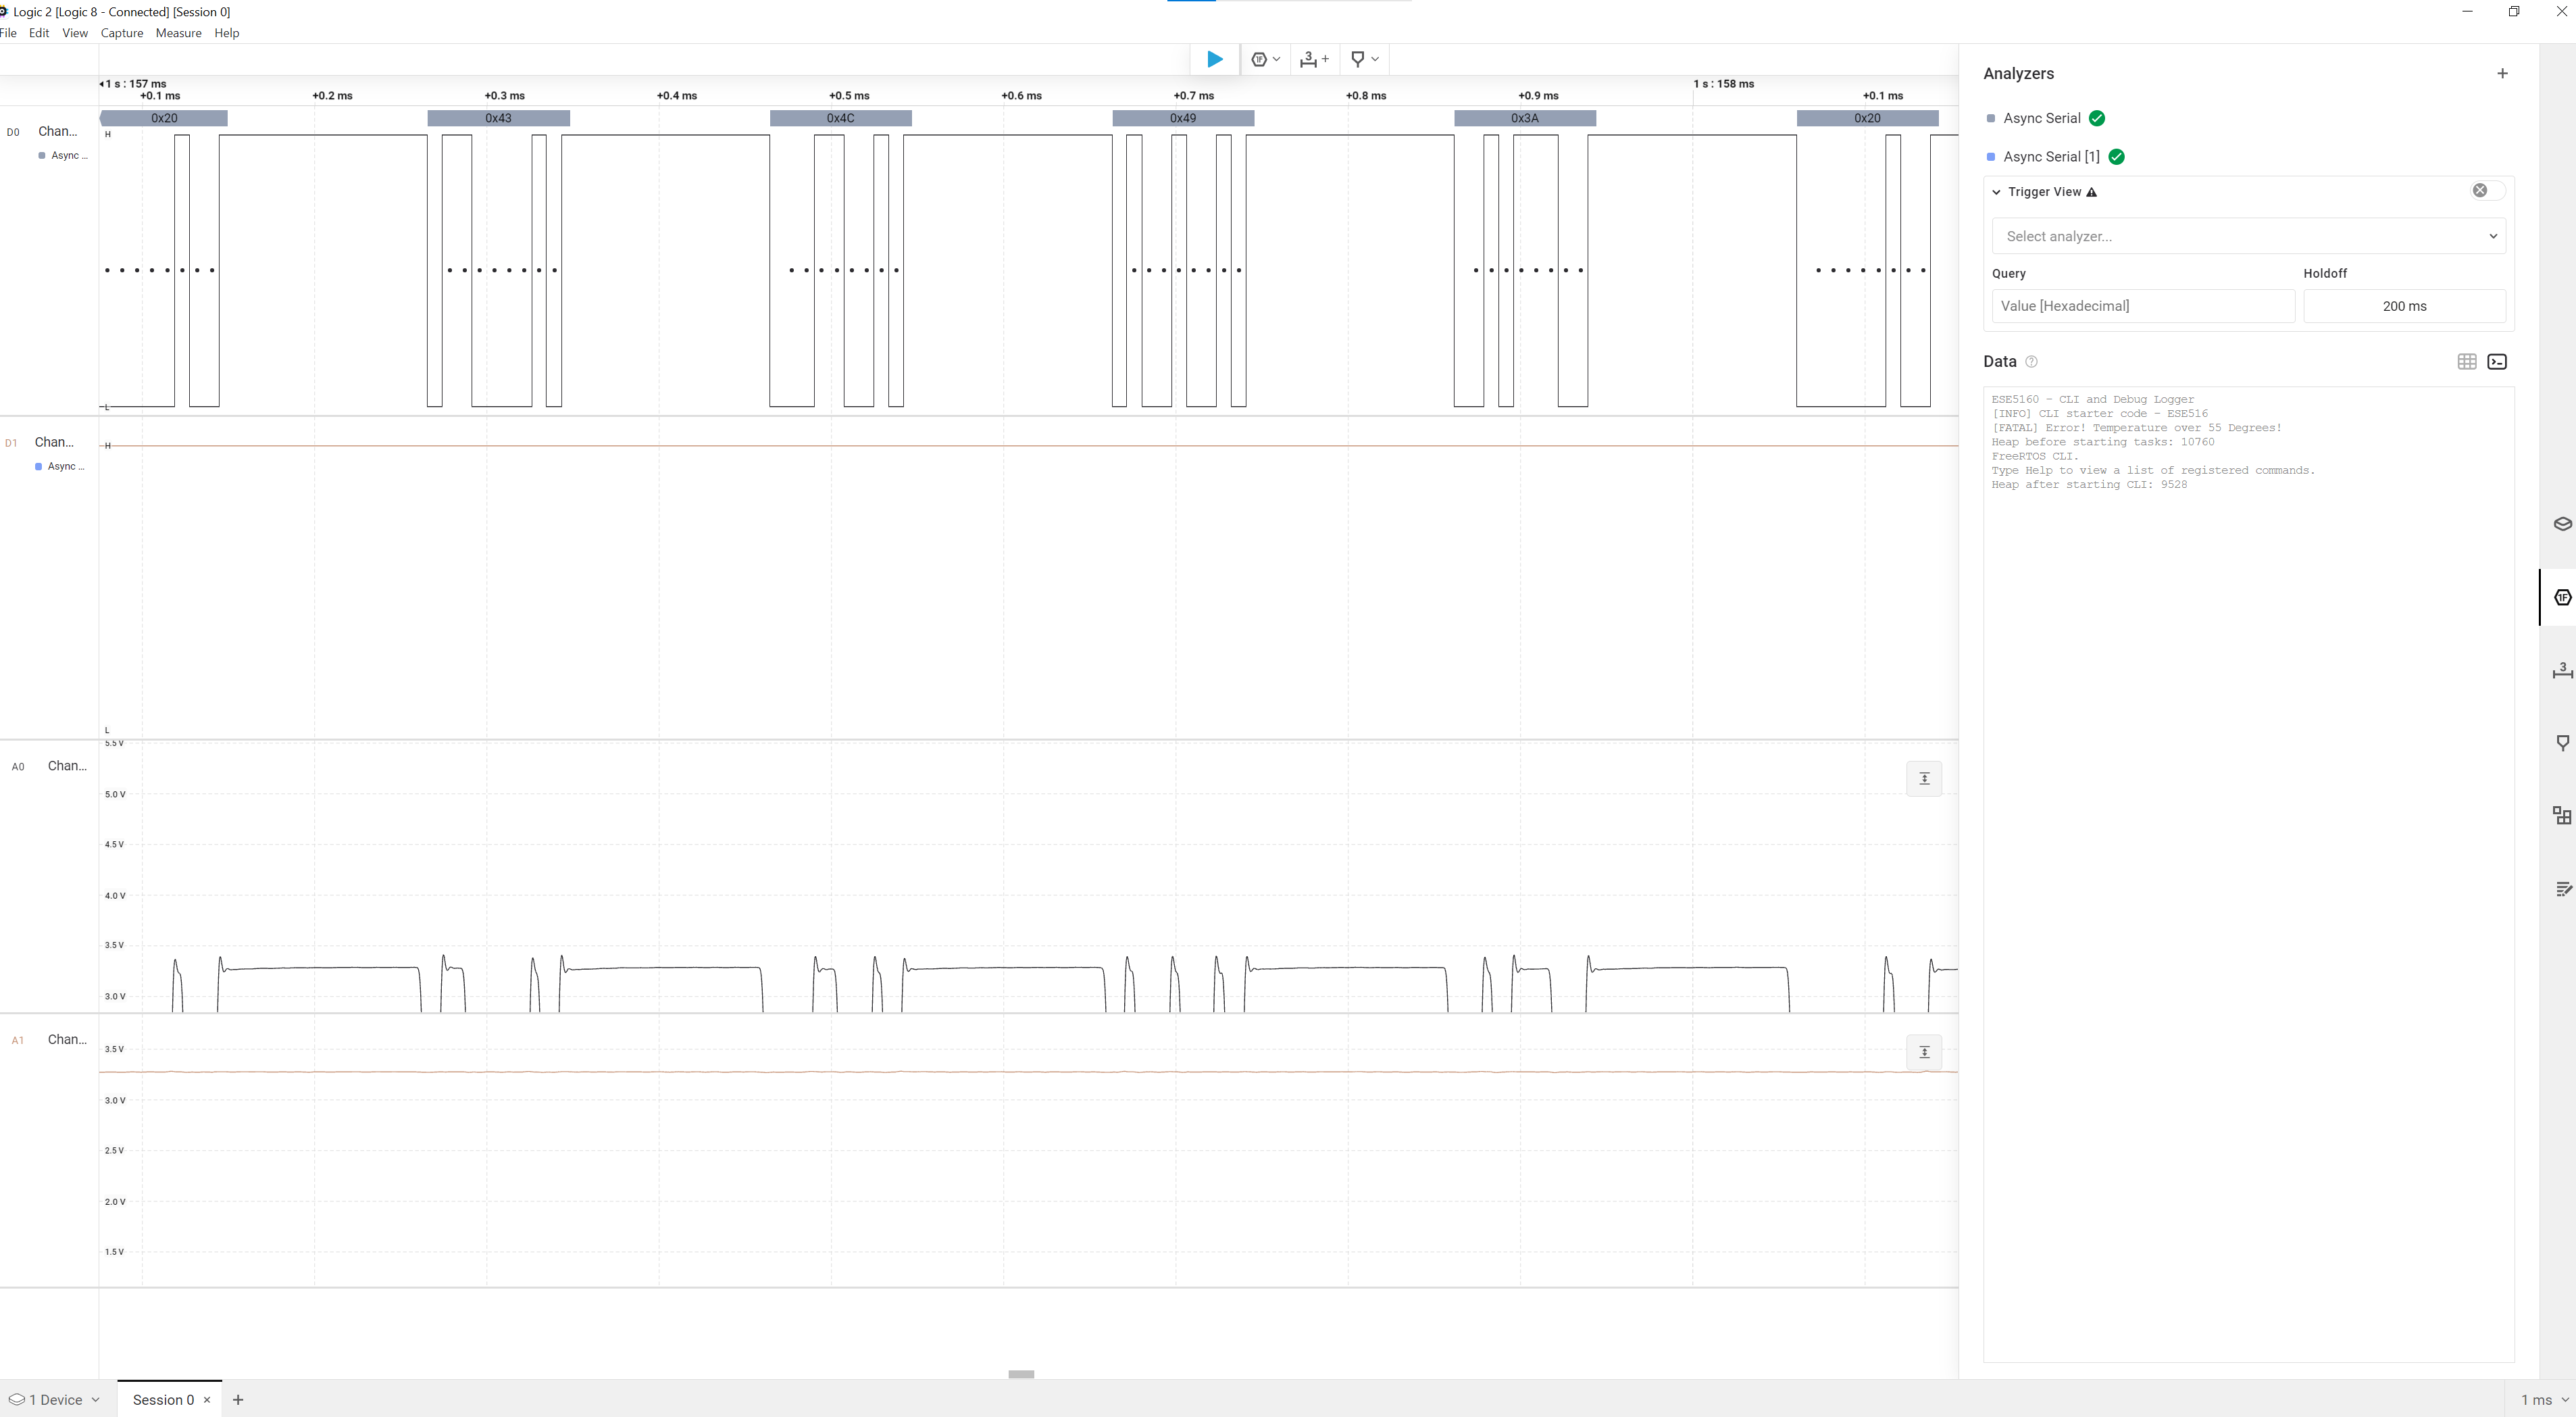 Logic 2 [Logic 8 - Connected] [Session 0]
File Edit View Capture Measure Help
1 s : 157 ms
1 s : 158 ms
+0.1 ms +0.2 ms +0.3 ms +0.4 ms +0.5 ms +0.6 ms +0.7 ms +0.8 ms +0.9 ms +0.1 ms
0x20 0x43 0x4C 0x49 0x3A 0x20
D0 Chan...
Async ...
H
L
D1 Chan...
Async ...
H
L
A0 Chan...
5.5 V
5.0 V
4.5 V
4.0 V
3.5 V
3.0 V
A1 Chan...
3.5 V
3.0 V
2.5 V
2.0 V
1.5 V
Analyzers
Async Serial
Async Serial [1]
Trigger View
Select analyzer...
Query Holdoff
Value [Hexadecimal] 200 ms
Data
ESE5160 - CLI and Debug Logger
[INFO] CLI starter code - ESE516
[FATAL] Error! Temperature over 55 Degrees!
Heap before starting tasks: 10760
FreeRTOS CLI.
Type Help to view a list of registered commands.
Heap after starting CLI: 9528
1 Device Session 0 1 ms